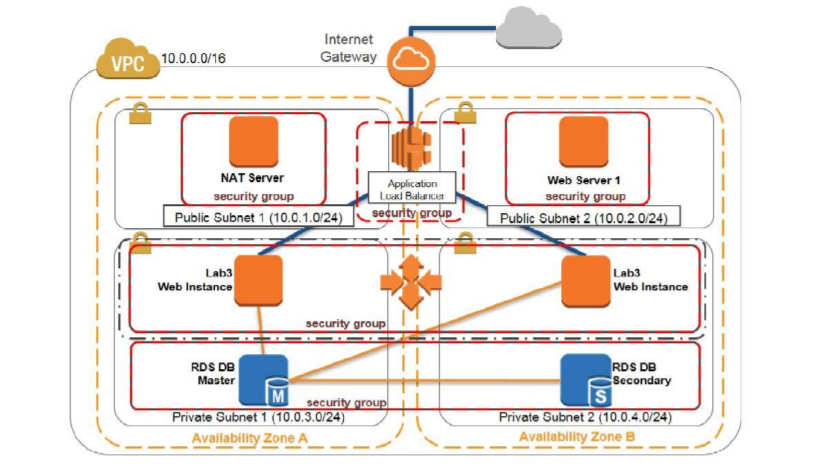 Internet
Gateway
VPC
10.0.0.0/16
NAT Server
security group
Public Subnet 1 (10.0.1.0/24)
Application
Load Balancer
security group
Web Server 1
security group
Public Subnet 2 (10.0.2.0/24)
Lab3
Web Instance
Lab3
Web Instance
security group
RDS DB
Master
M
RDS DB
Secondary
S
security group
Private Subnet 1 (10.0.3.0/24)
Private Subnet 2 (10.0.4.0/24)
Availability Zone A
Availability Zone B